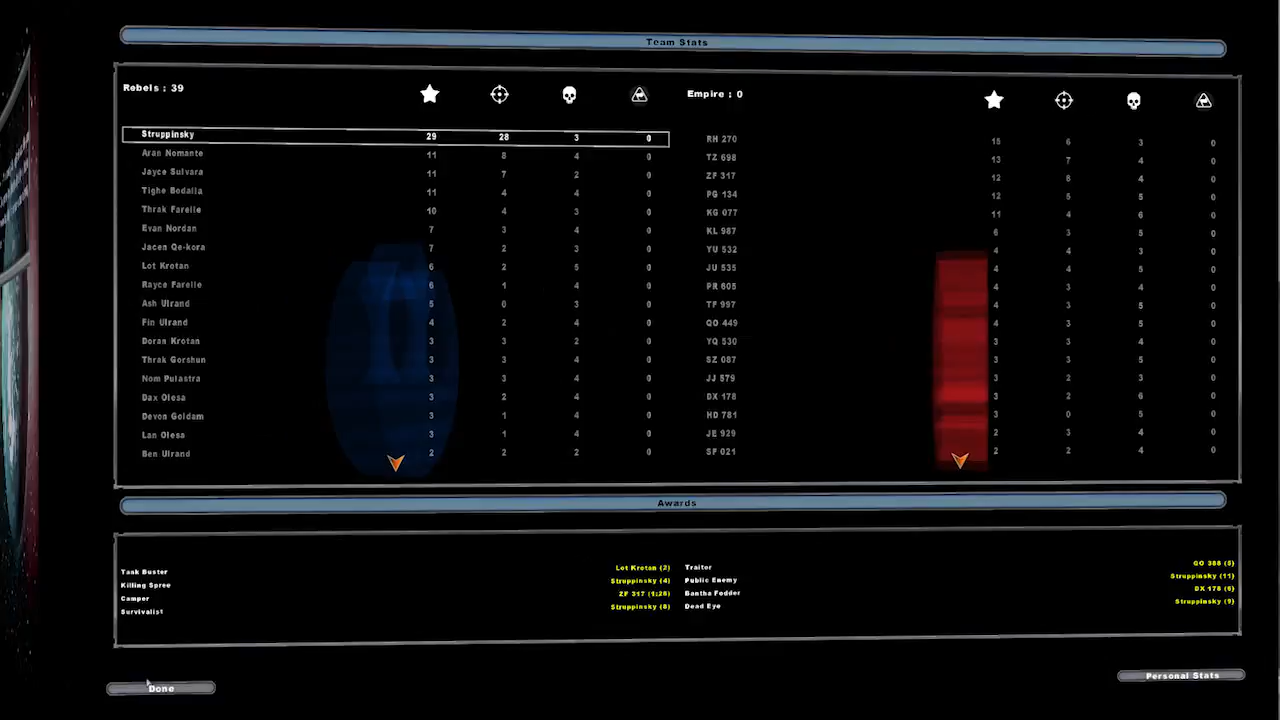 Team Stats
Rebels : 39
Empire : 0
Struppinsky 29 28 3 0
Aran Nomante 11 8 4 0
Jayce Sulvara 11 7 2 0
Tighe Bodalia 11 4 4 0
Thrak Farelle 10 4 3 0
Evan Nordan 7 3 4 0
Jacen Qe-kora 7 2 3 0
Lot Krotan 6 2 5 0
Rayce Farelle 6 1 4 0
Ash Ulrand 5 0 3 0
Fin Ulrand 4 2 4 0
Doran Krotan 3 3 2 0
Thrak Gorshun 3 3 4 0
Nom Pulastra 3 3 4 0
Dax Olesa 3 2 4 0
Devon Goldam 3 1 4 0
Lan Olesa 3 1 4 0
Ben Ulrand 2 2 2 0
RH 270 15 6 3 0
TZ 698 13 7 4 0
ZF 317 12 8 4 0
PG 134 12 5 5 0
KG 077 11 4 6 0
KL 987 6 3 5 0
YU 532 4 4 3 0
JU 535 4 4 5 0
PR 605 4 3 4 0
TF 997 4 3 5 0
QO 449 4 3 5 0
YQ 530 3 3 4 0
SZ 087 3 3 5 0
JJ 579 3 2 3 0
DX 178 3 2 6 0
HD 781 3 0 5 0
JE 929 2 3 4 0
SF 021 2 2 4 0
Awards
Tank Buster Lot Krotan (2)
Killing Spree Struppinsky (4)
Camper ZF 317 (1:26)
Survivalist Struppinsky (8)
Traitor GO 388 (3)
Public Enemy Struppinsky (11)
Bantha Fodder DX 178 (6)
Dead Eye Struppinsky (9)
Done
Personal Stats